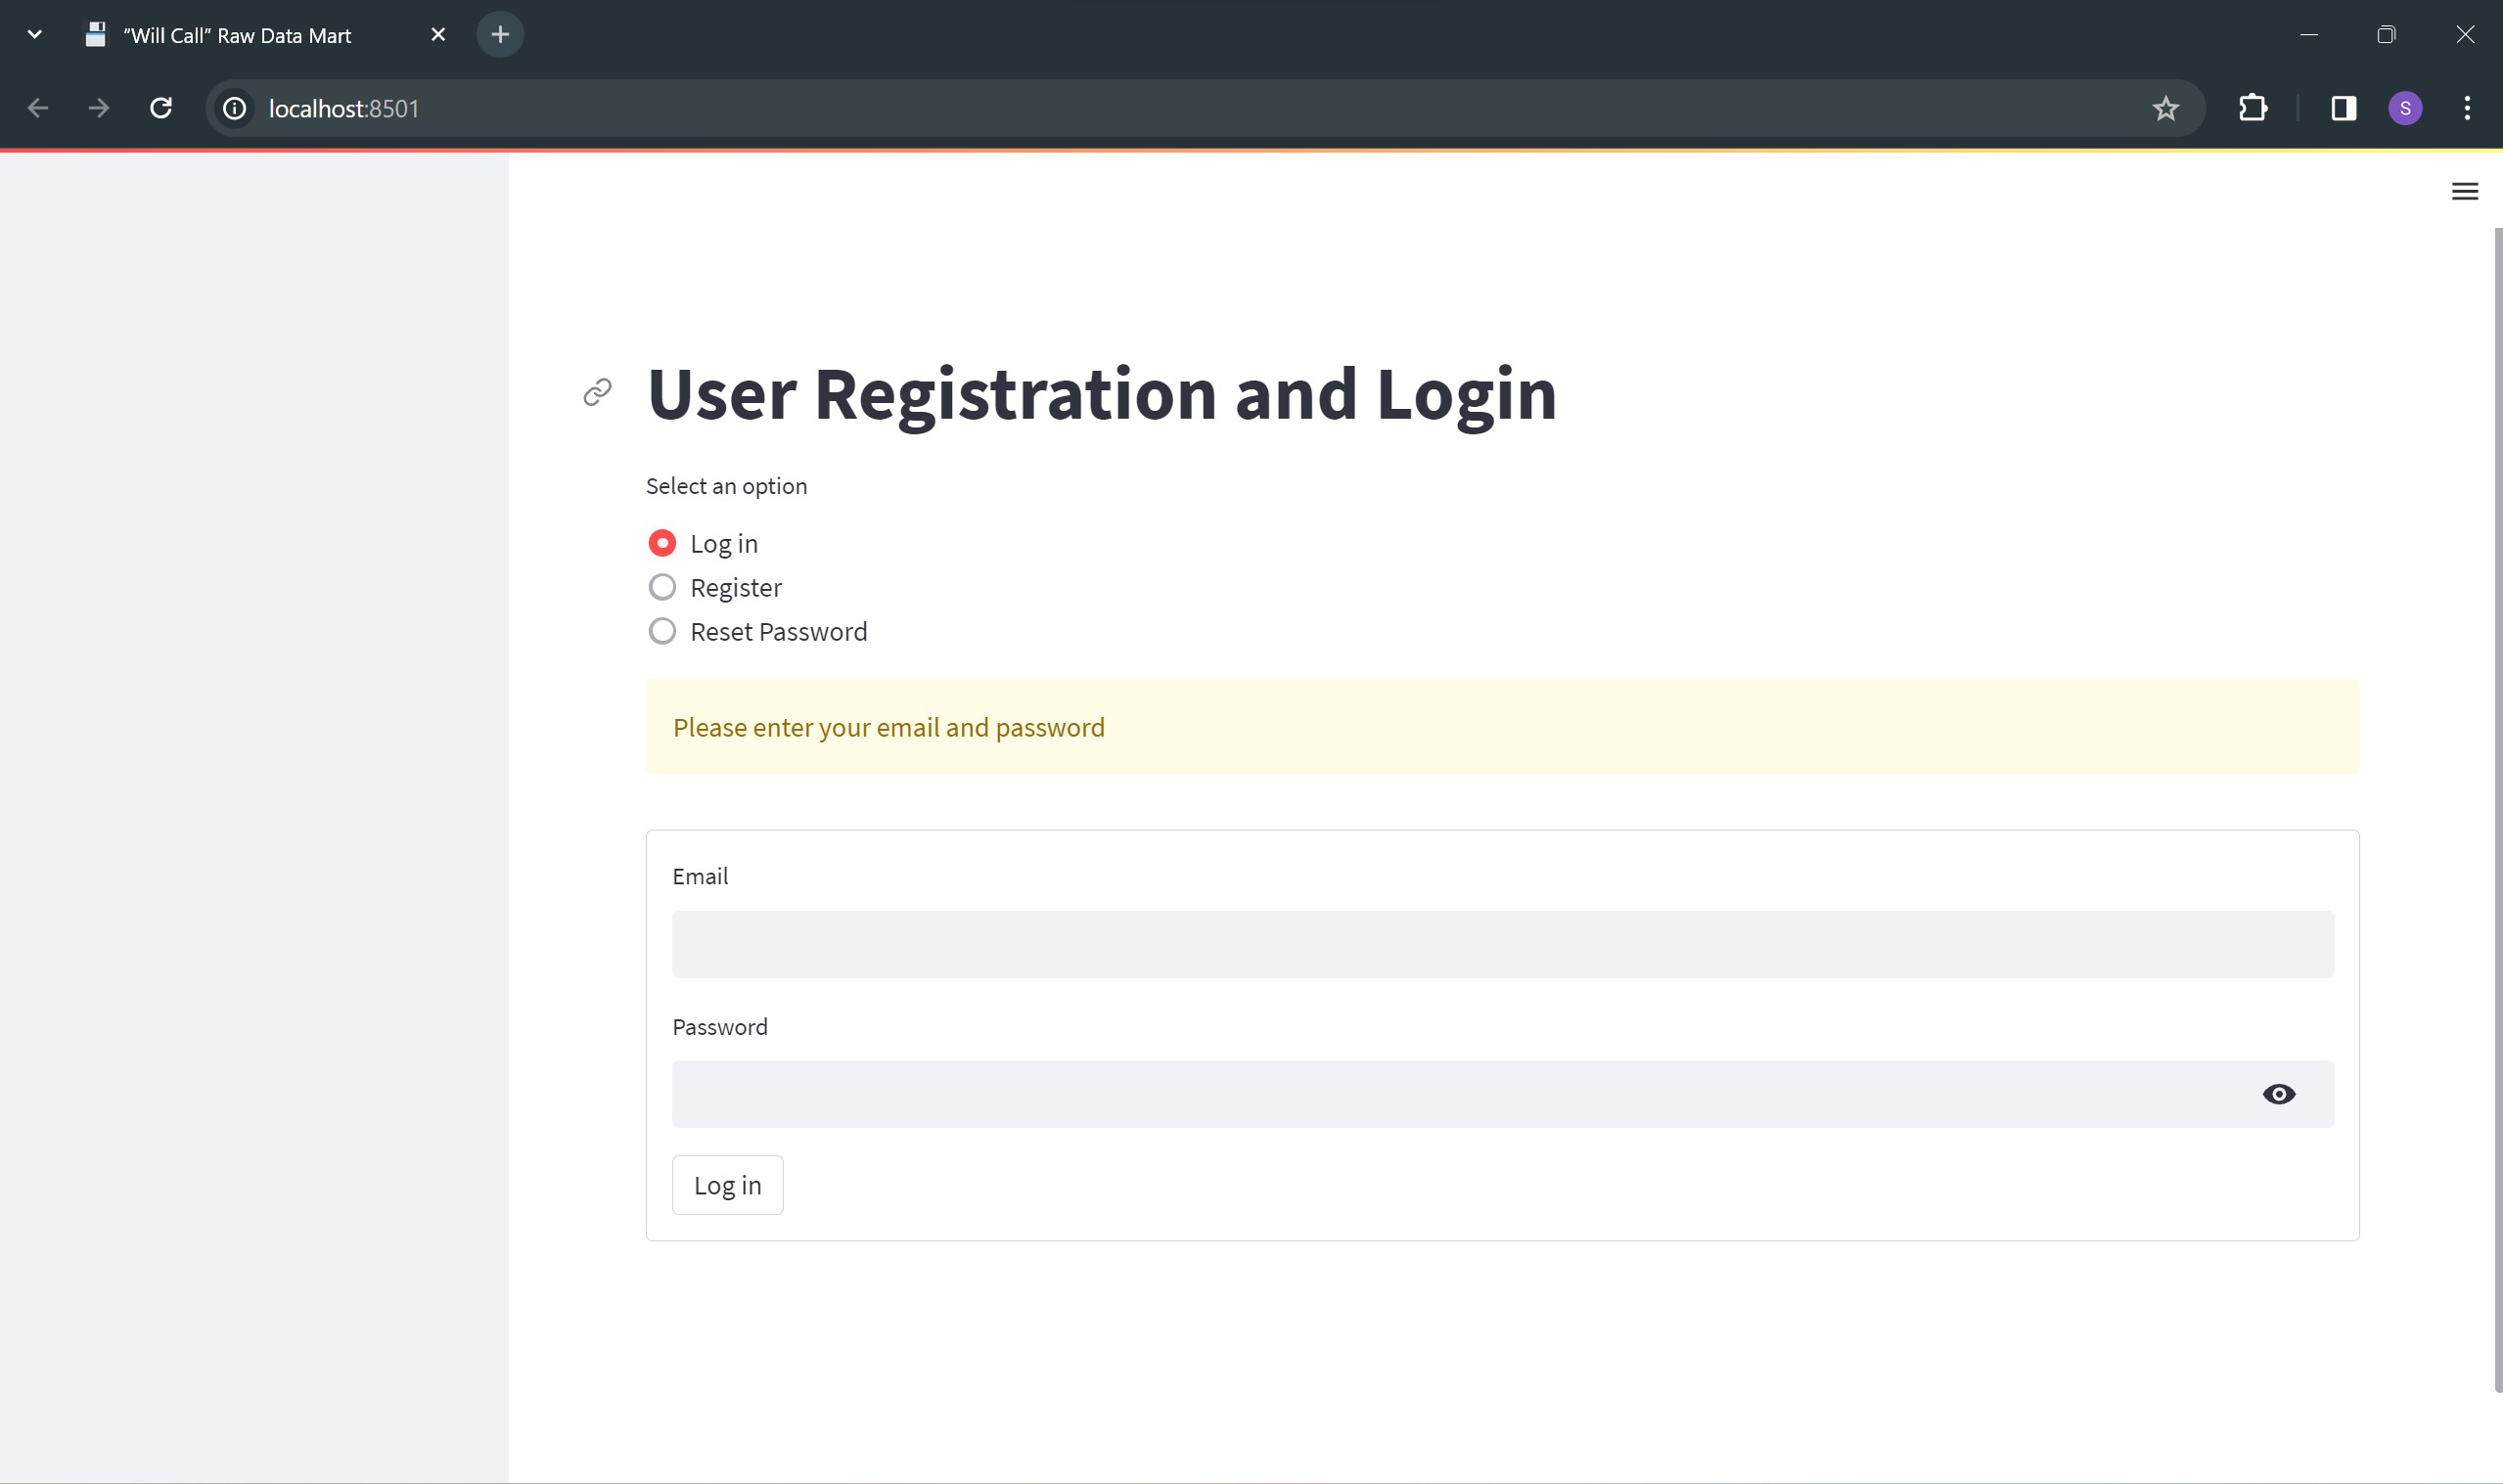 “Will Call” Raw Data Mart
localhost:8501
S
User Registration and Login
Select an option
Log in
Register
Reset Password
Please enter your email and password
Email
Password
Log in